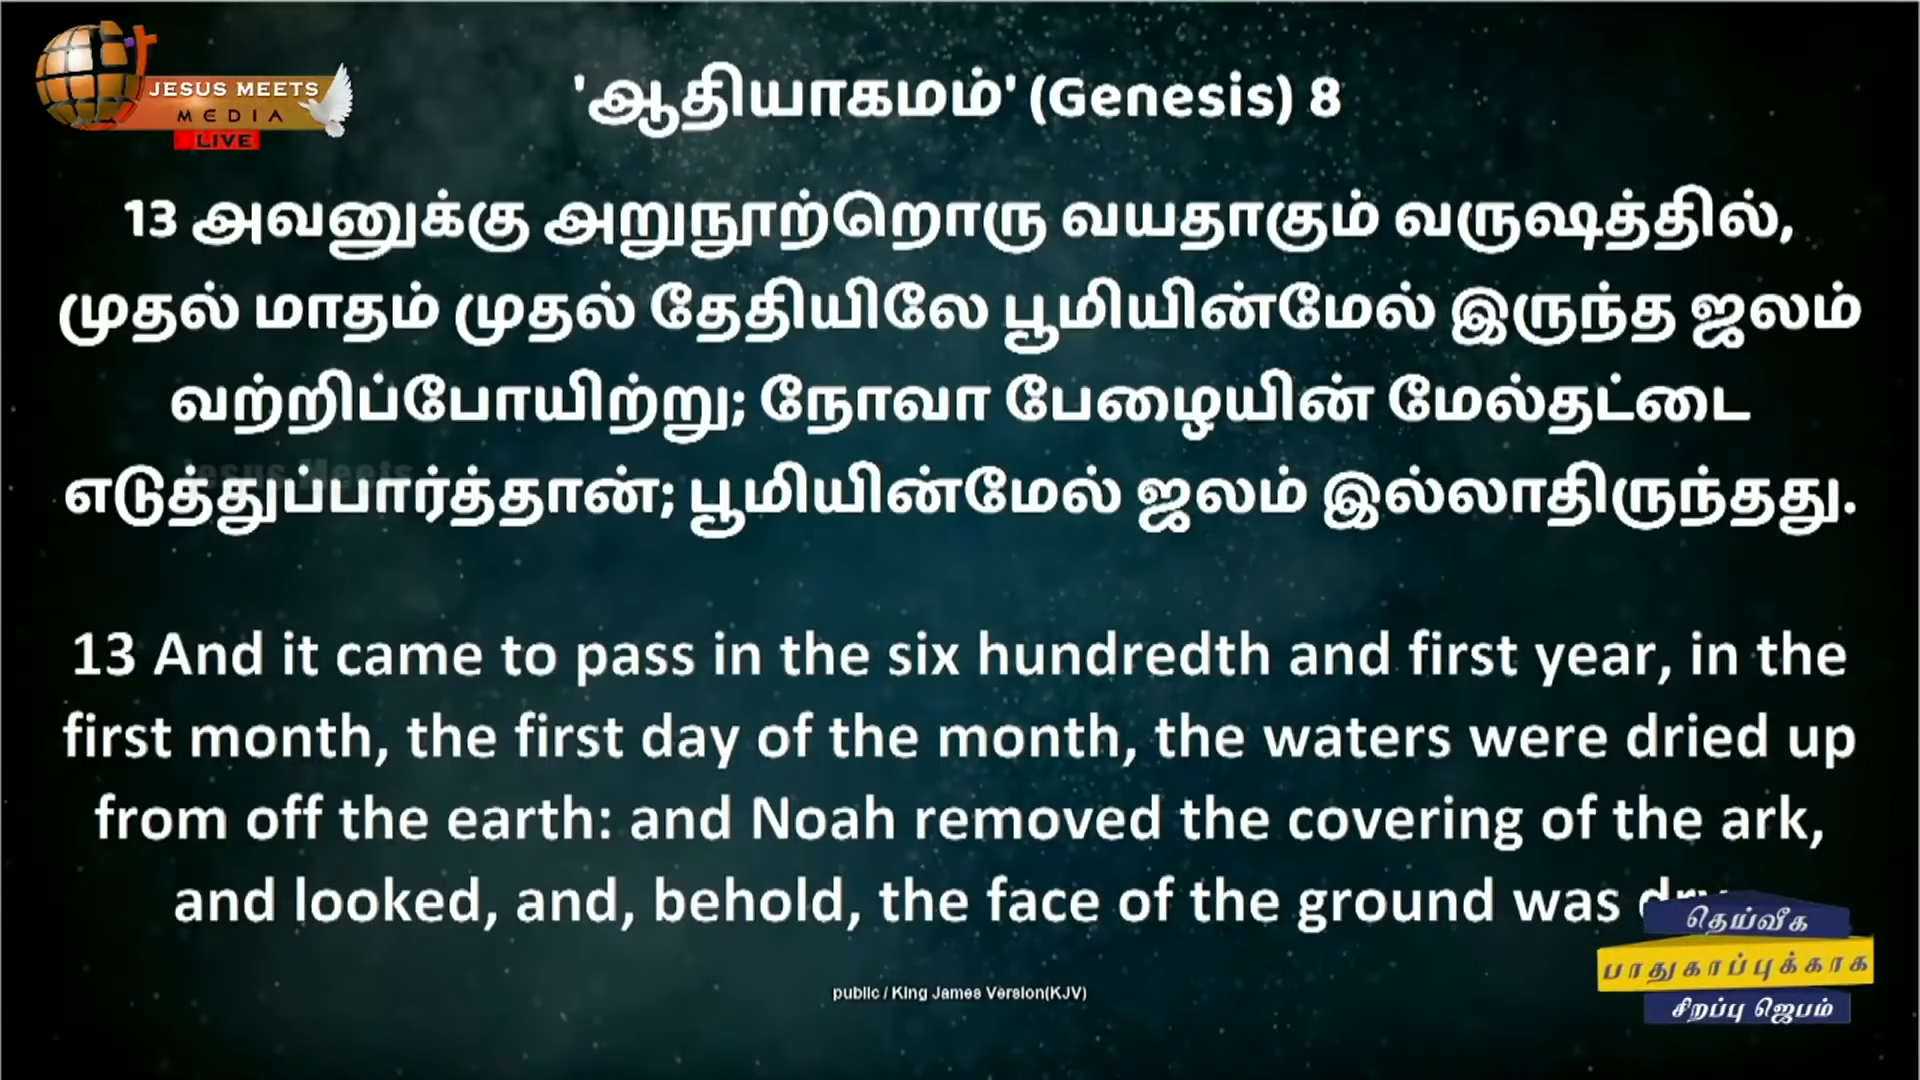 JESUS MEETS
MEDIA
LIVE
'ஆதியாகமம்' (Genesis) 8
13 அவனுக்கு அறுநூற்றொரு வயதாகும் வருஷத்தில்,
முதல் மாதம் முதல் தேதியிலே பூமியின்மேல் இருந்த ஜலம்
வற்றிப்போயிற்று; நோவா பேழையின் மேல்தட்டை
எடுத்துப்பார்த்தான்; பூமியின்மேல் ஜலம் இல்லாதிருந்தது.
Jesus Meets
13 And it came to pass in the six hundredth and first year, in the
first month, the first day of the month, the waters were dried up
from off the earth: and Noah removed the covering of the ark,
and looked, and, behold, the face of the ground was
public / King James Version(KJV)
தெய்வீக
பாதுகாப்புக்காக
சிறப்பு ஜெபம்